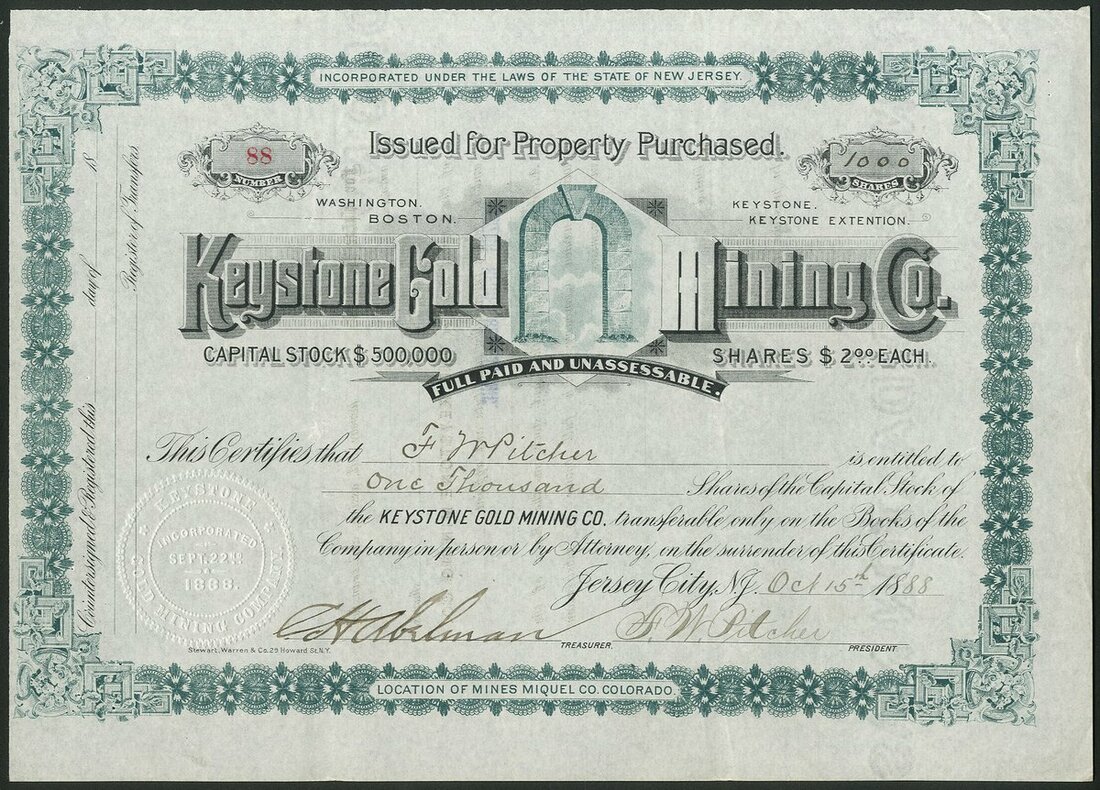 INCORPORATED UNDER THE LAWS OF THE STATE OF NEW JERSEY.
Issued for Property Purchased.
88
NUMBER
1000
SHARES
WASHINGTON.
BOSTON.
KEYSTONE.
KEYSTONE EXTENTION.
Keystone Gold Mining Co.
CAPITAL STOCK $ 500,000
SHARES $ 2.00 EACH.
FULL PAID AND UNASSESSABLE.
This Certifies that F W Pitcher is entitled to
One Thousand Shares of the Capital Stock of
the KEYSTONE GOLD MINING CO. transferable only on the Books of the
Company in person or by Attorney, on the surrender of this Certificate.
Jersey City, N.J. Oct 15th 1888
F. W. Pitcher
TREASURER.
PRESIDENT
KEYSTONE GOLD MINING COMPANY
INCORPORATED
SEPT. 22ND
1888.
Stewart, Warren & Co. 29 Howard St. N.Y.
LOCATION OF MINES MIQUEL CO. COLORADO.
Countersigned & Registered this day of 18
Register of Transfers